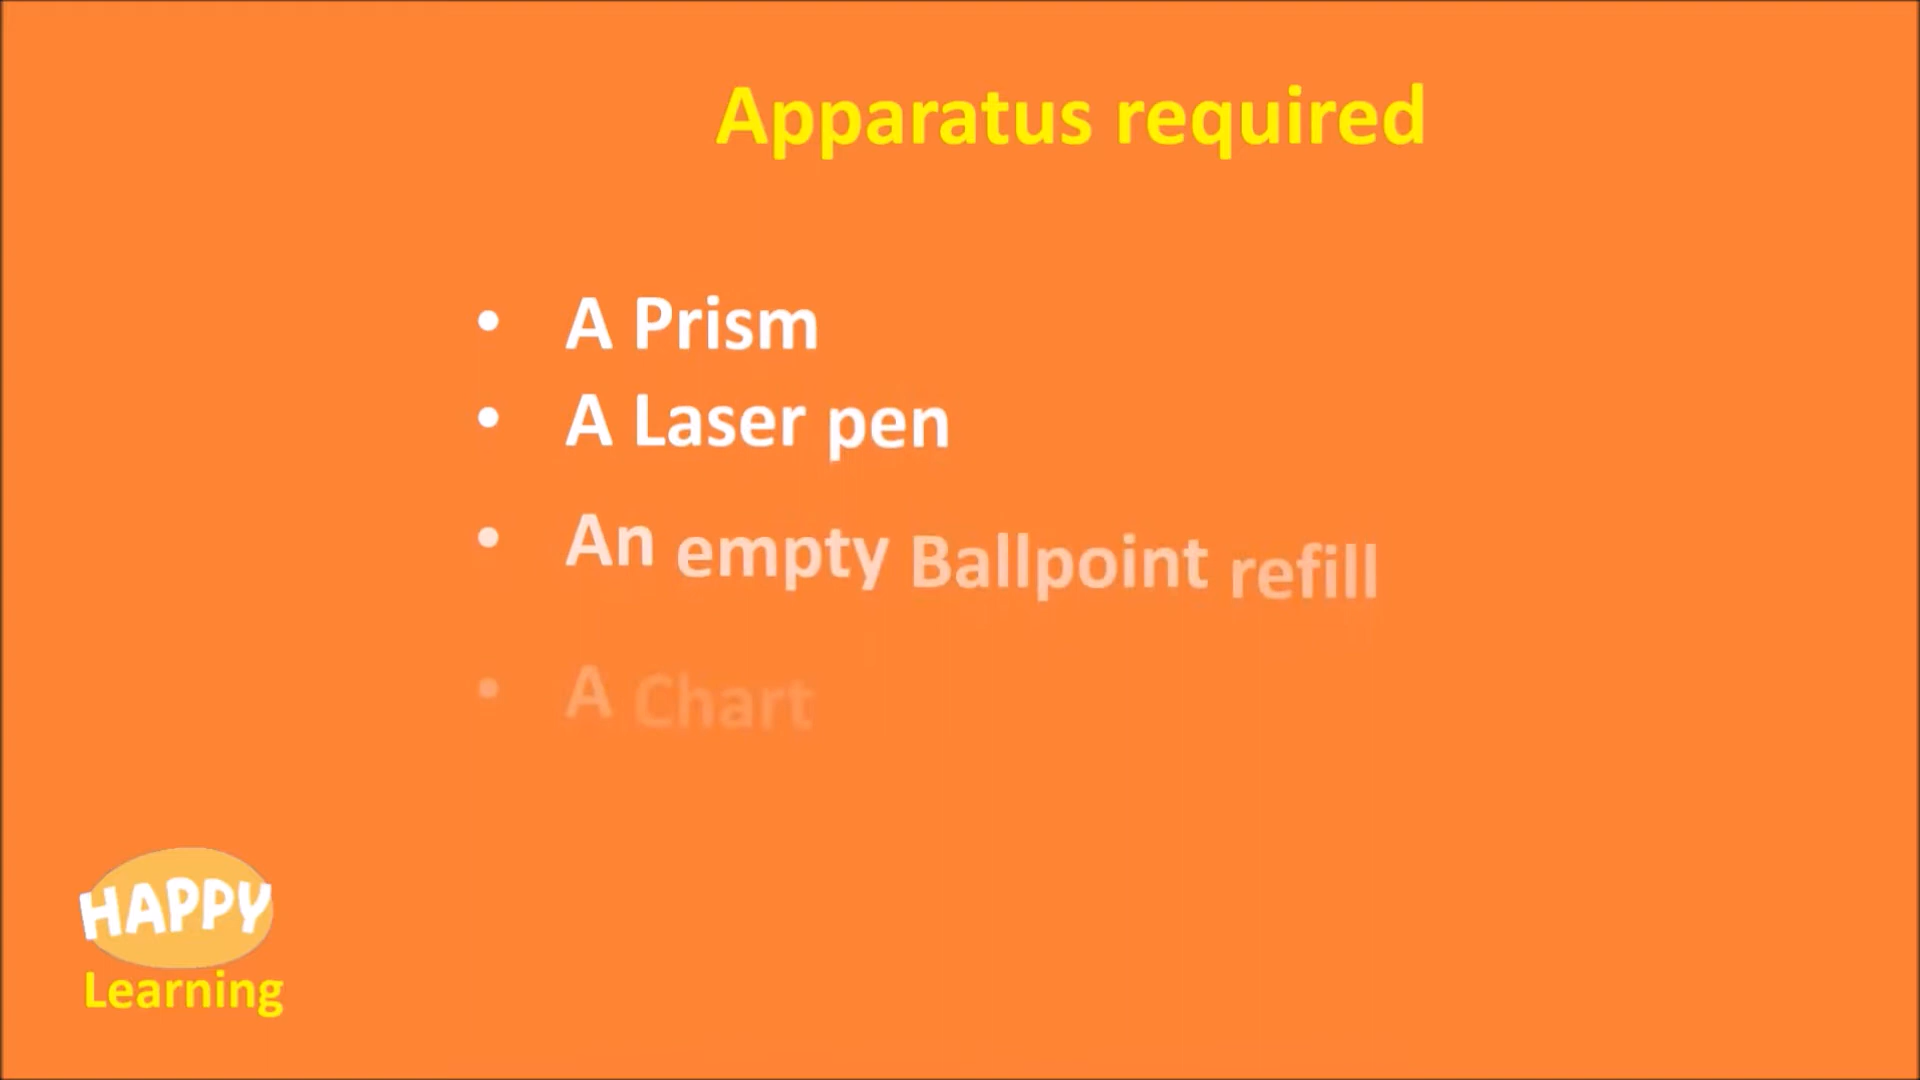 Apparatus required
• A Prism
• A Laser pen
• An empty Ballpoint refill
• A Chart
HAPPY
Learning